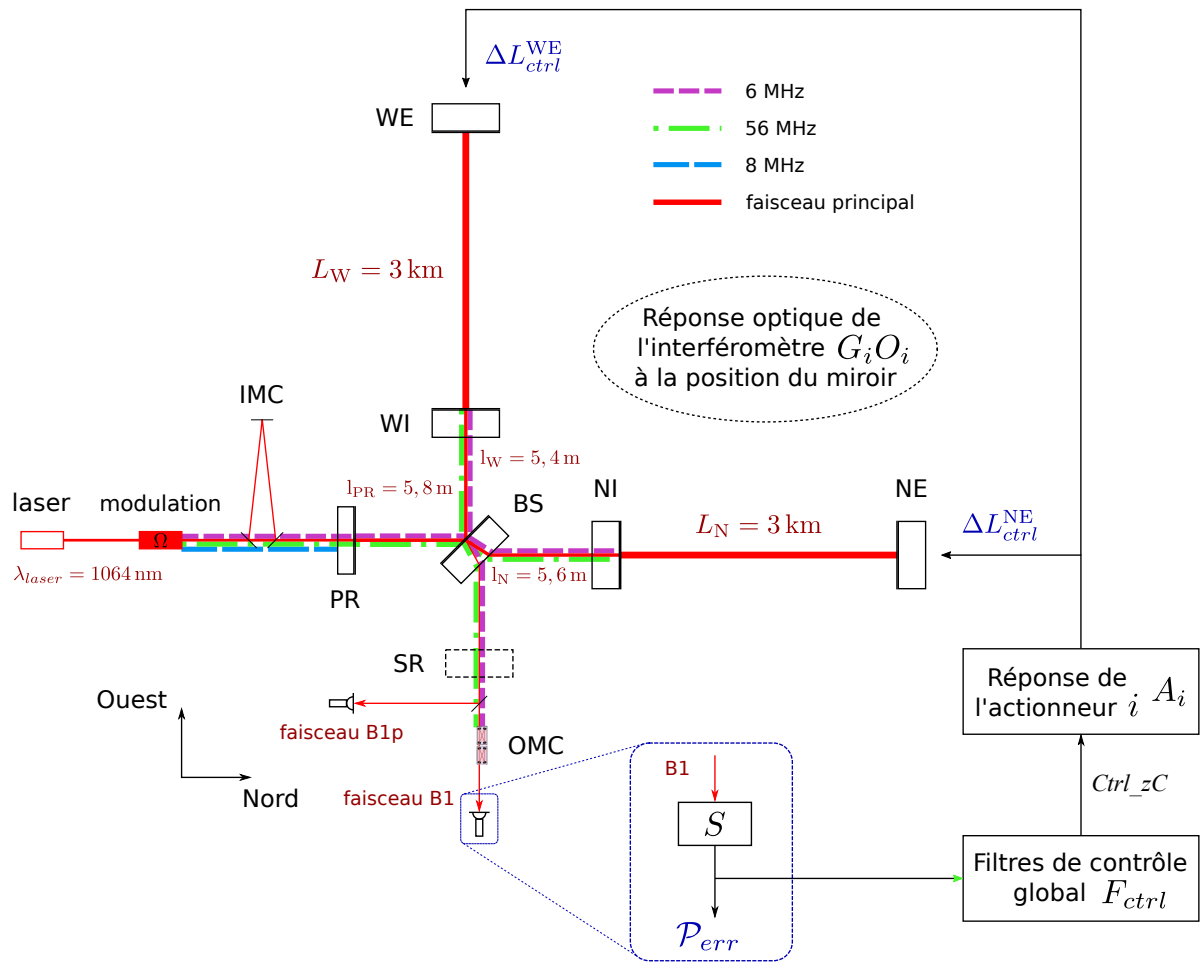 ΔL_ctrl^WE
WE
6 MHz
56 MHz
8 MHz
faisceau principal
L_W = 3 km
Réponse optique de
l'interféromètre G_iO_i
à la position du miroir
IMC
WI
l_W = 5, 4 m
l_PR = 5, 8 m
BS
NI
NE
laser
modulation
Ω
L_N = 3 km
ΔL_ctrl^NE
λ_laser = 1064 nm
PR
l_N = 5, 6 m
SR
Ouest
Nord
faisceau B1p
OMC
faisceau B1
B1
S
P_err
Réponse de
l'actionneur i A_i
Ctrl_zC
Filtres de contrôle
global F_ctrl